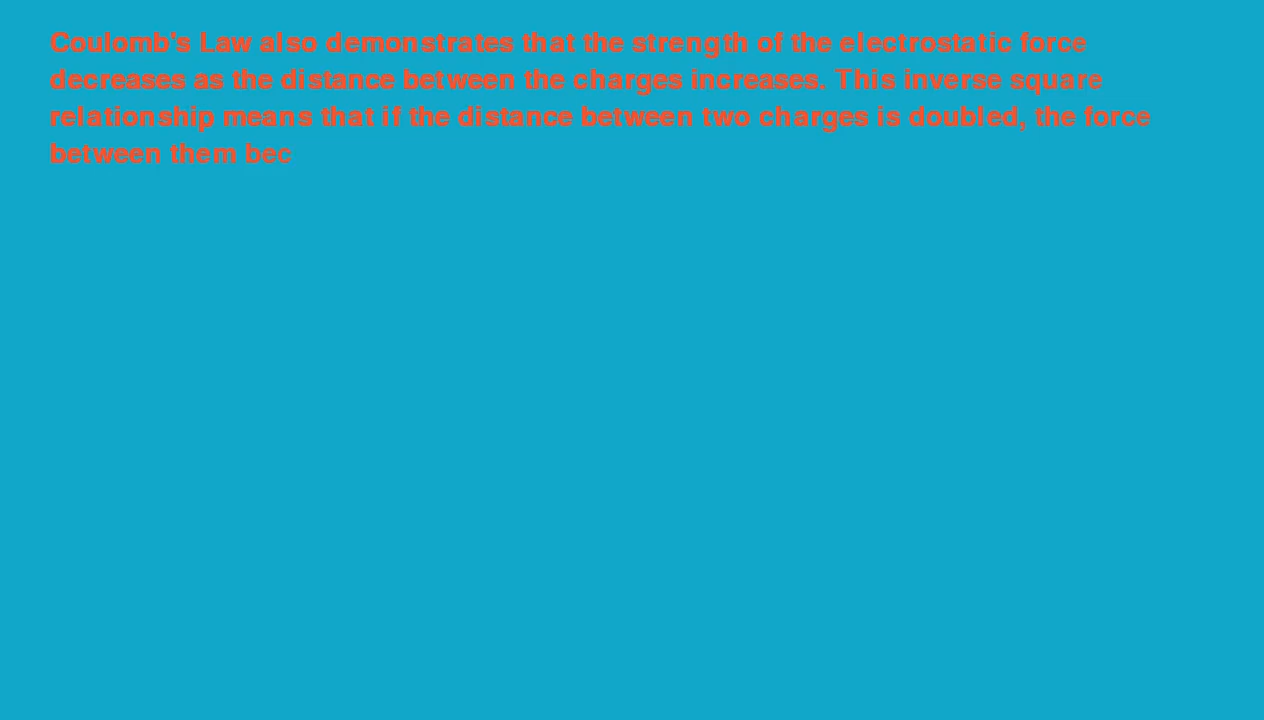 Coulomb's Law also demonstrates that the strength of the electrostatic force
decreases as the distance between the charges increases. This inverse square
relationship means that if the distance between two charges is doubled, the force
between them bec